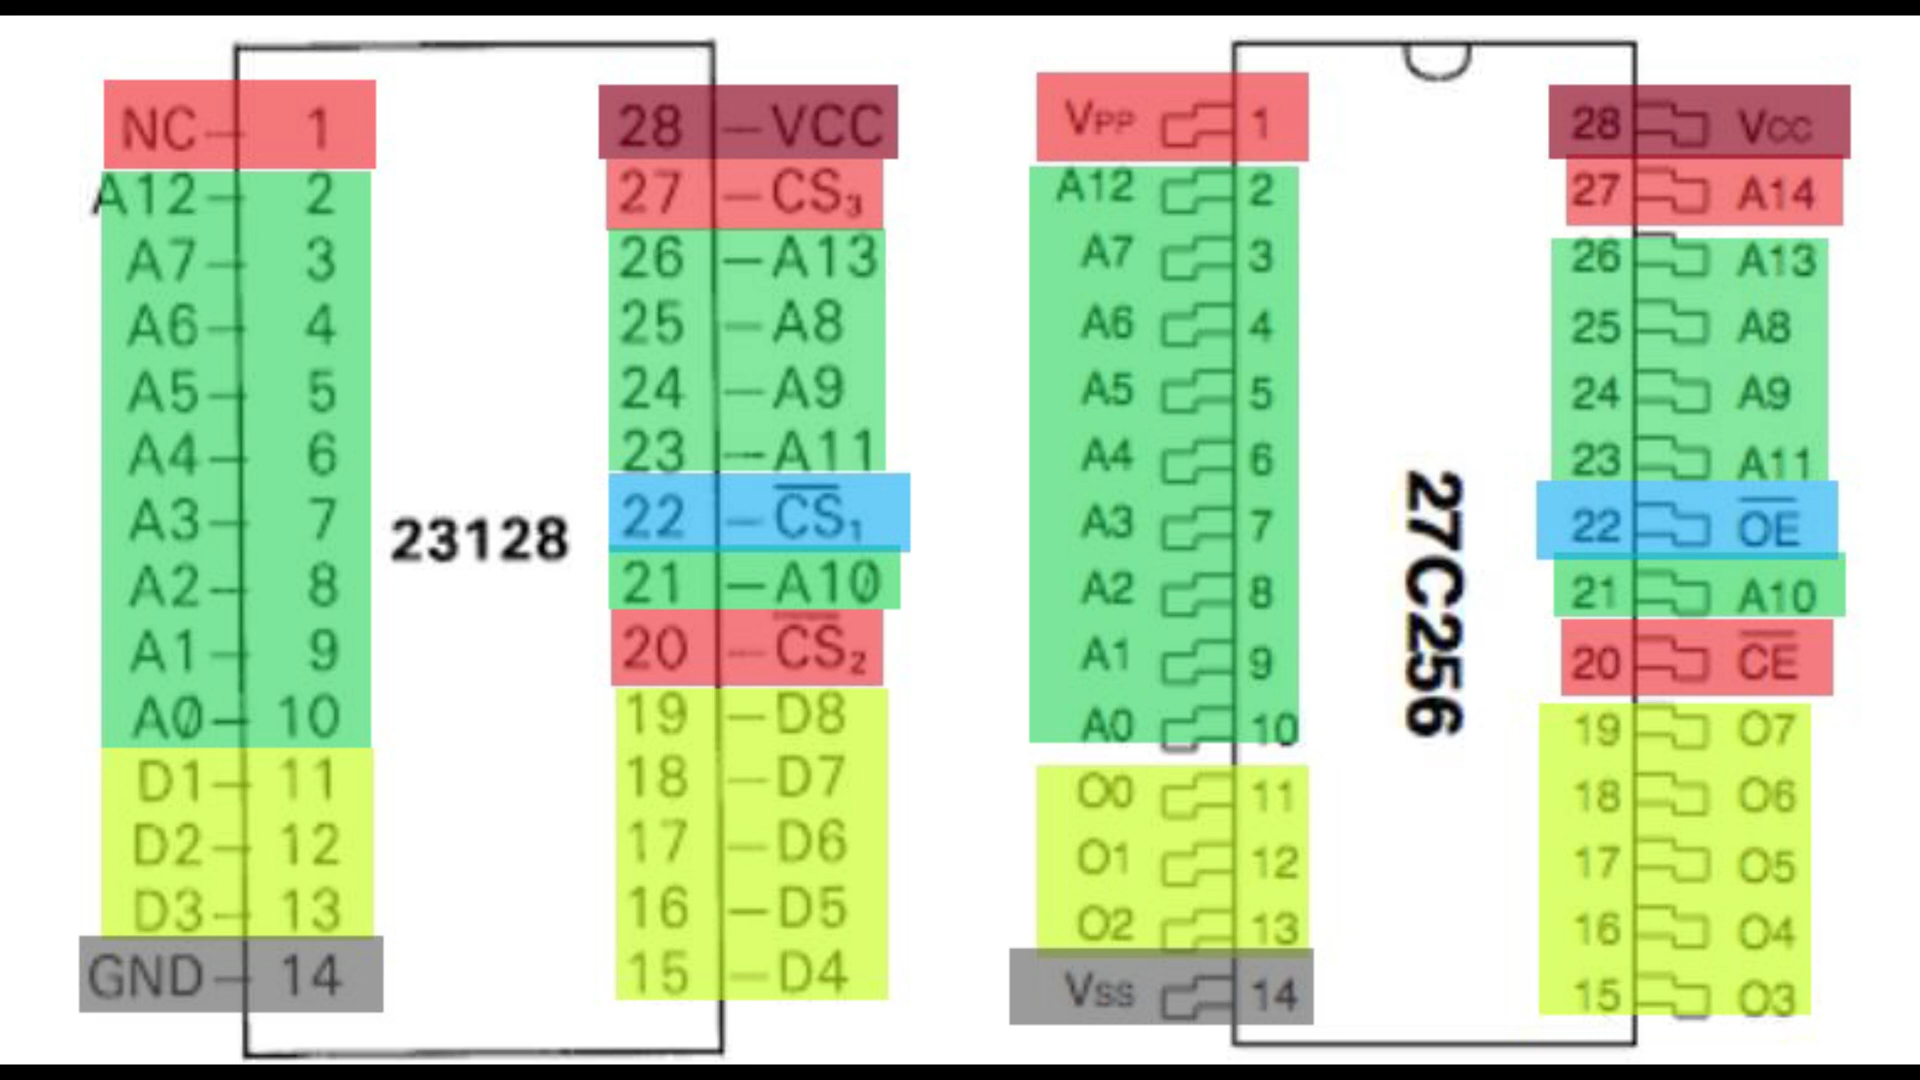 NC 1
A12 2
A7 3
A6 4
A5 5
A4 6
A3 7
A2 8
A1 9
A0 10
D1 11
D2 12
D3 13
GND 14
23128
28 VCC
27 CS₃
26 A13
25 A8
24 A9
23 A11
22 C̅S̅₁
21 A10
20 C̅S̅₂
19 D8
18 D7
17 D6
16 D5
15 D4
VPP 1
A12 2
A7 3
A6 4
A5 5
A4 6
A3 7
A2 8
A1 9
A0 10
O0 11
O1 12
O2 13
Vss 14
27C256
28 Vcc
27 A14
26 A13
25 A8
24 A9
23 A11
22 O̅E̅
21 A10
20 C̅E̅
19 O7
18 O6
17 O5
16 O4
15 O3